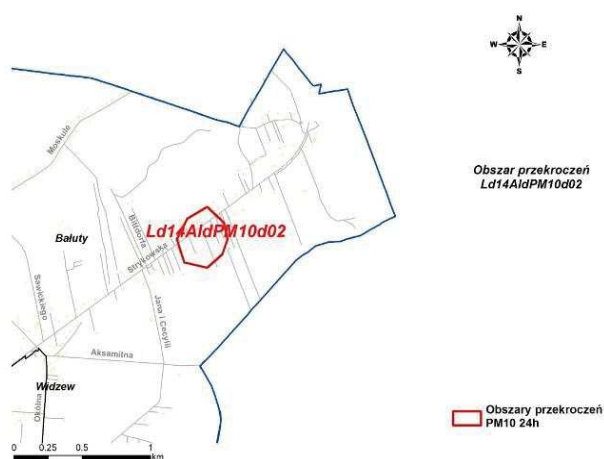 N
W E
S
Obszar przekroczeń
Ld14AldPM10d02
Moskule
Ld14AldPM10d02
Bałuty
Strykowska
Sawickiego
Jana i Cecylii
Aksamitna
Widzew
Okólna
Obszary przekroczeń
PM10 24h
0 0.25 0.5 1
km